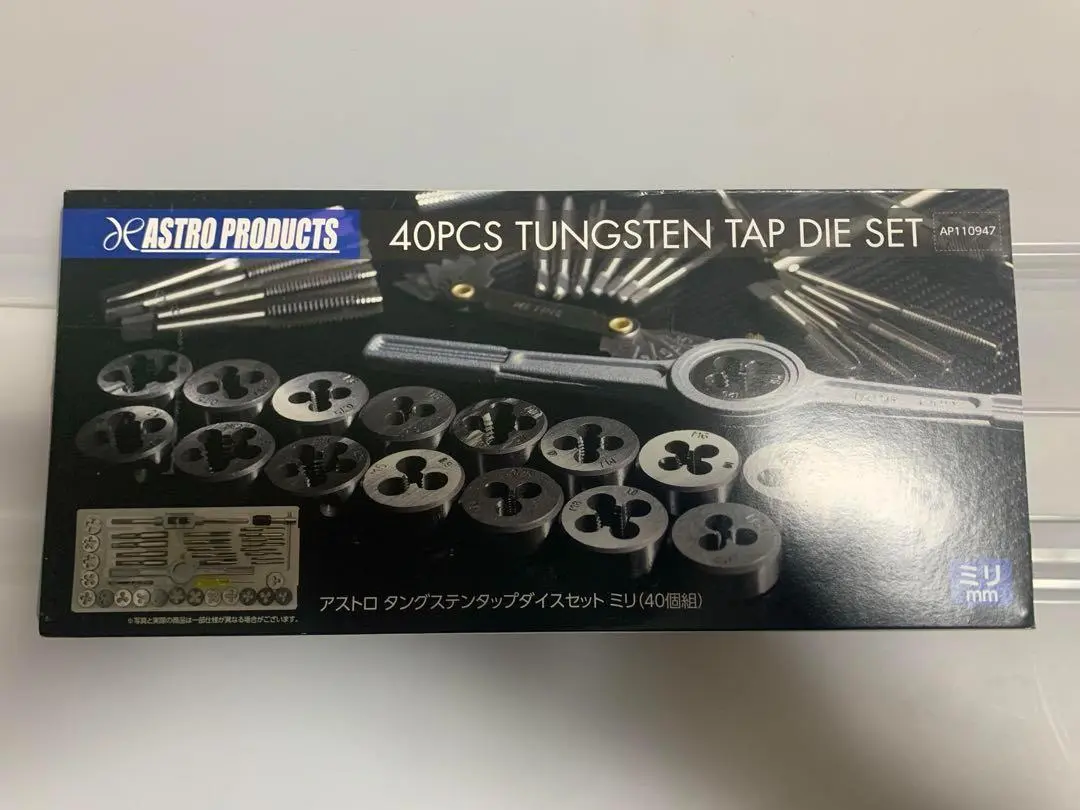 ASTRO PRODUCTS
40PCS TUNGSTEN TAP DIE SET
AP110947
M6
アストロ タングステンタップダイスセット ミリ(40個組)
※写真と実際の商品は一部仕様が異なる場合がございます。
ミリ
mm